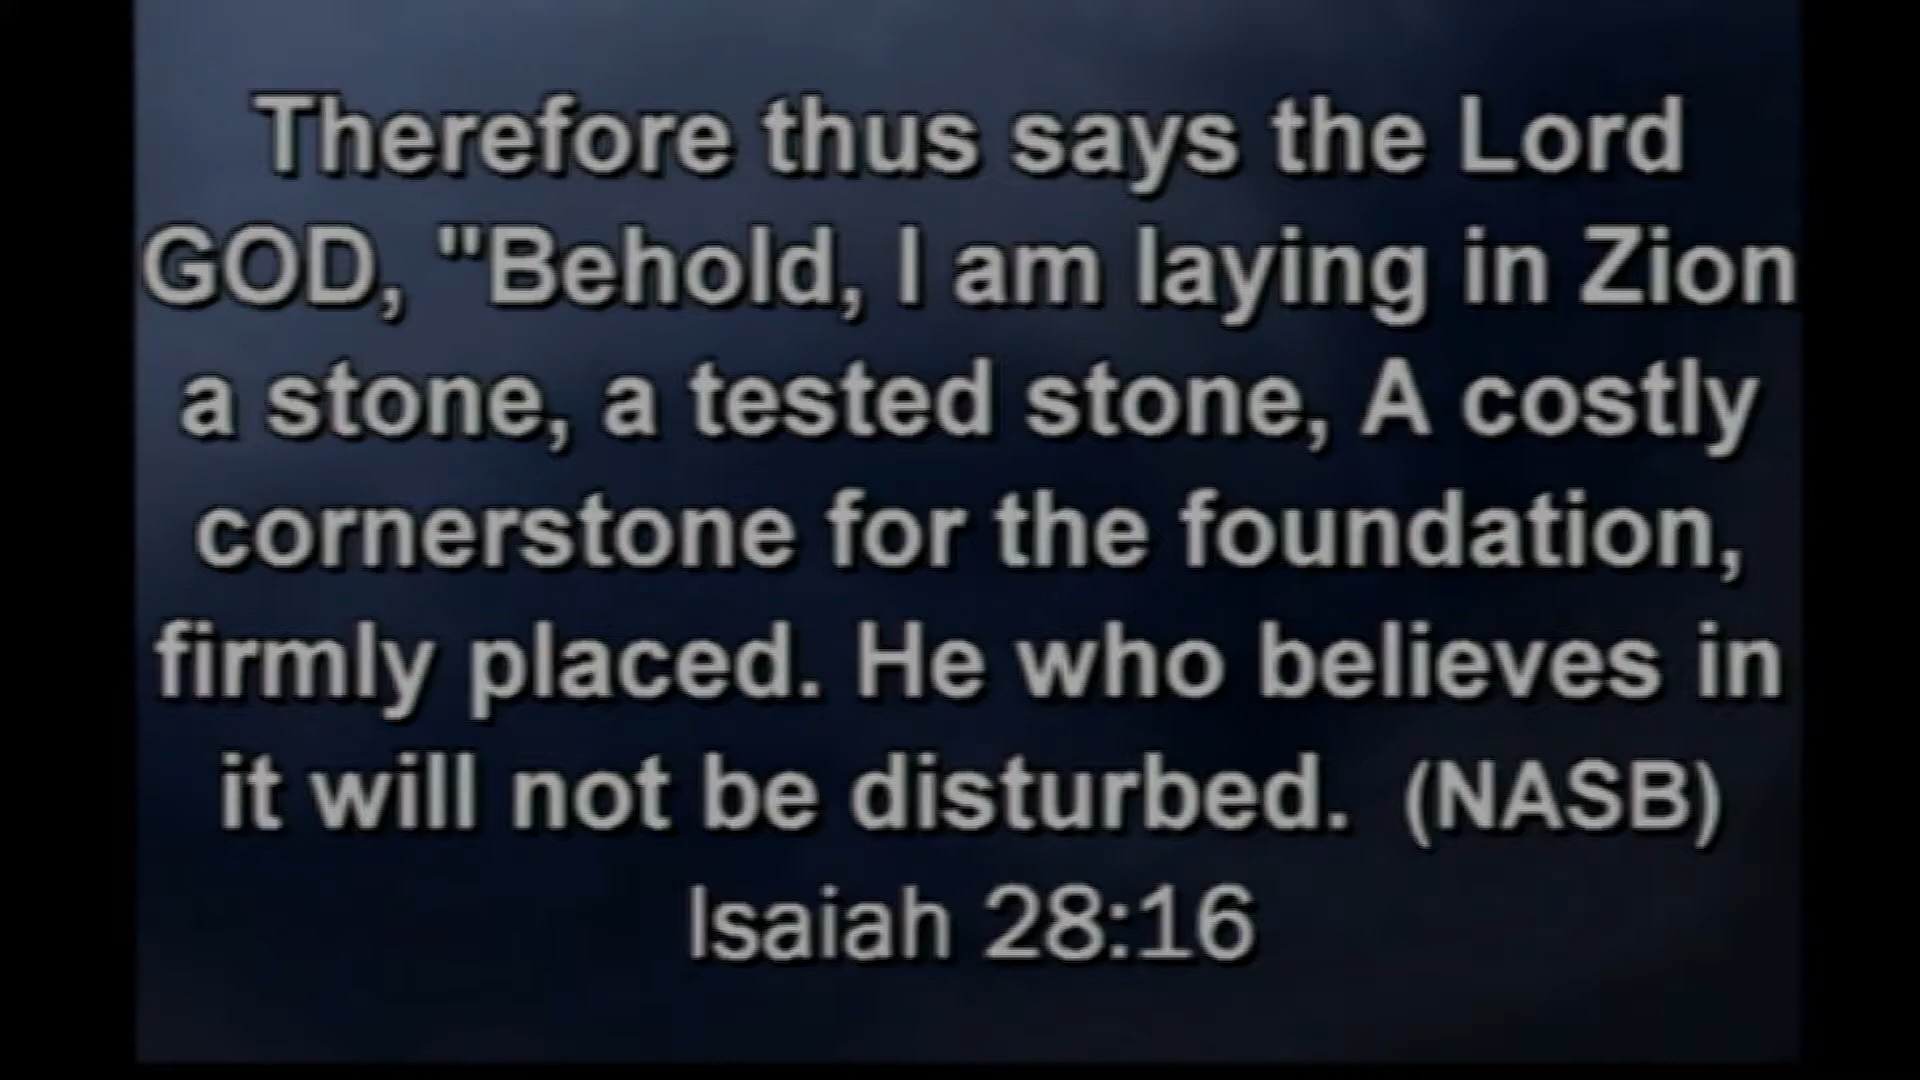 Therefore thus says the Lord
GOD, "Behold, I am laying in Zion
a stone, a tested stone, A costly
cornerstone for the foundation,
firmly placed. He who believes in
it will not be disturbed.  (NASB)
Isaiah 28:16